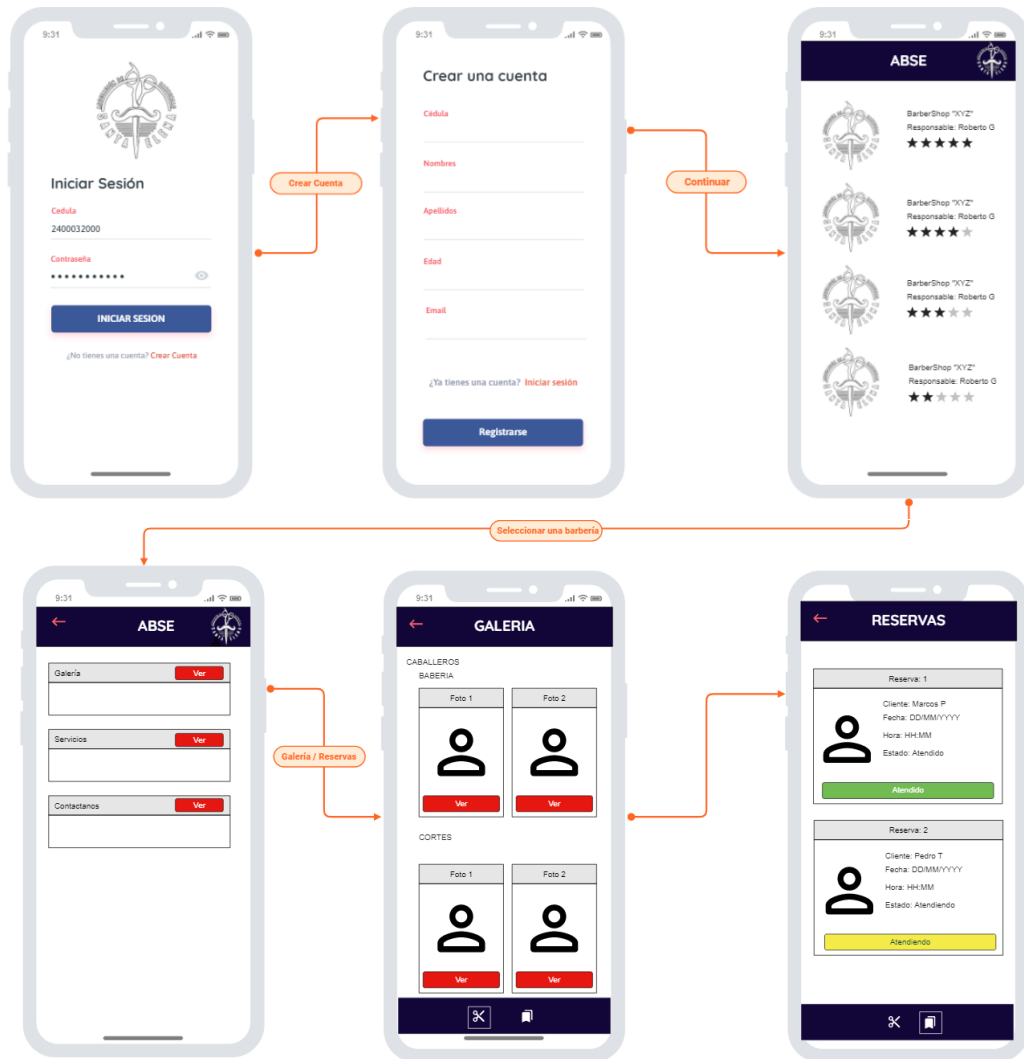 9:31
SANTA ELENA
Iniciar Sesión
Cedula
2400032000
Contraseña
INICIAR SESION
¿No tienes una cuenta? Crear Cuenta
Crear Cuenta
9:31
Crear una cuenta
Cédula
Nombres
Apellidos
Edad
Email
¿Ya tienes una cuenta? Iniciar sesión
Registrarse
Continuar
9:31
ABSE
BarberShop "XYZ"
Responsable: Roberto G
BarberShop "XYZ"
Responsable: Roberto G
BarberShop "XYZ"
Responsable: Roberto G
BarberShop "XYZ"
Responsable: Roberto G
Seleccionar una barbería
9:31
ABSE
Galería Ver
Servicios Ver
Contactanos Ver
Galería / Reservas
9:31
GALERIA
CABALLEROS
BABERIA
Foto 1 Foto 2
Ver Ver
CORTES
Foto 1 Foto 2
Ver Ver
RESERVAS
Reserva: 1
Cliente: Marcos P
Fecha: DD/MM/YYYY
Hora: HH:MM
Estado: Atendido
Atendido
Reserva: 2
Cliente: Pedro T
Fecha: DD/MM/YYYY
Hora: HH:MM
Estado: Atendiendo
Atendiendo